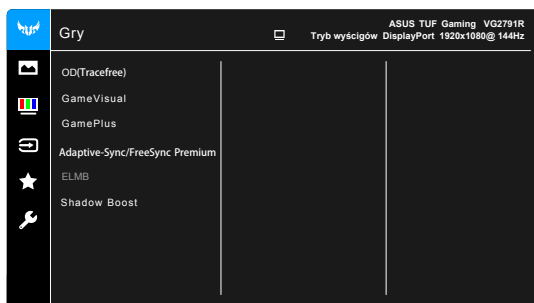 Gry
ASUS TUF Gaming VG2791R
Tryb wyścigów DisplayPort 1920x1080@ 144Hz
OD(Tracefree)
GameVisual
GamePlus
Adaptive-Sync/FreeSync Premium
ELMB
Shadow Boost